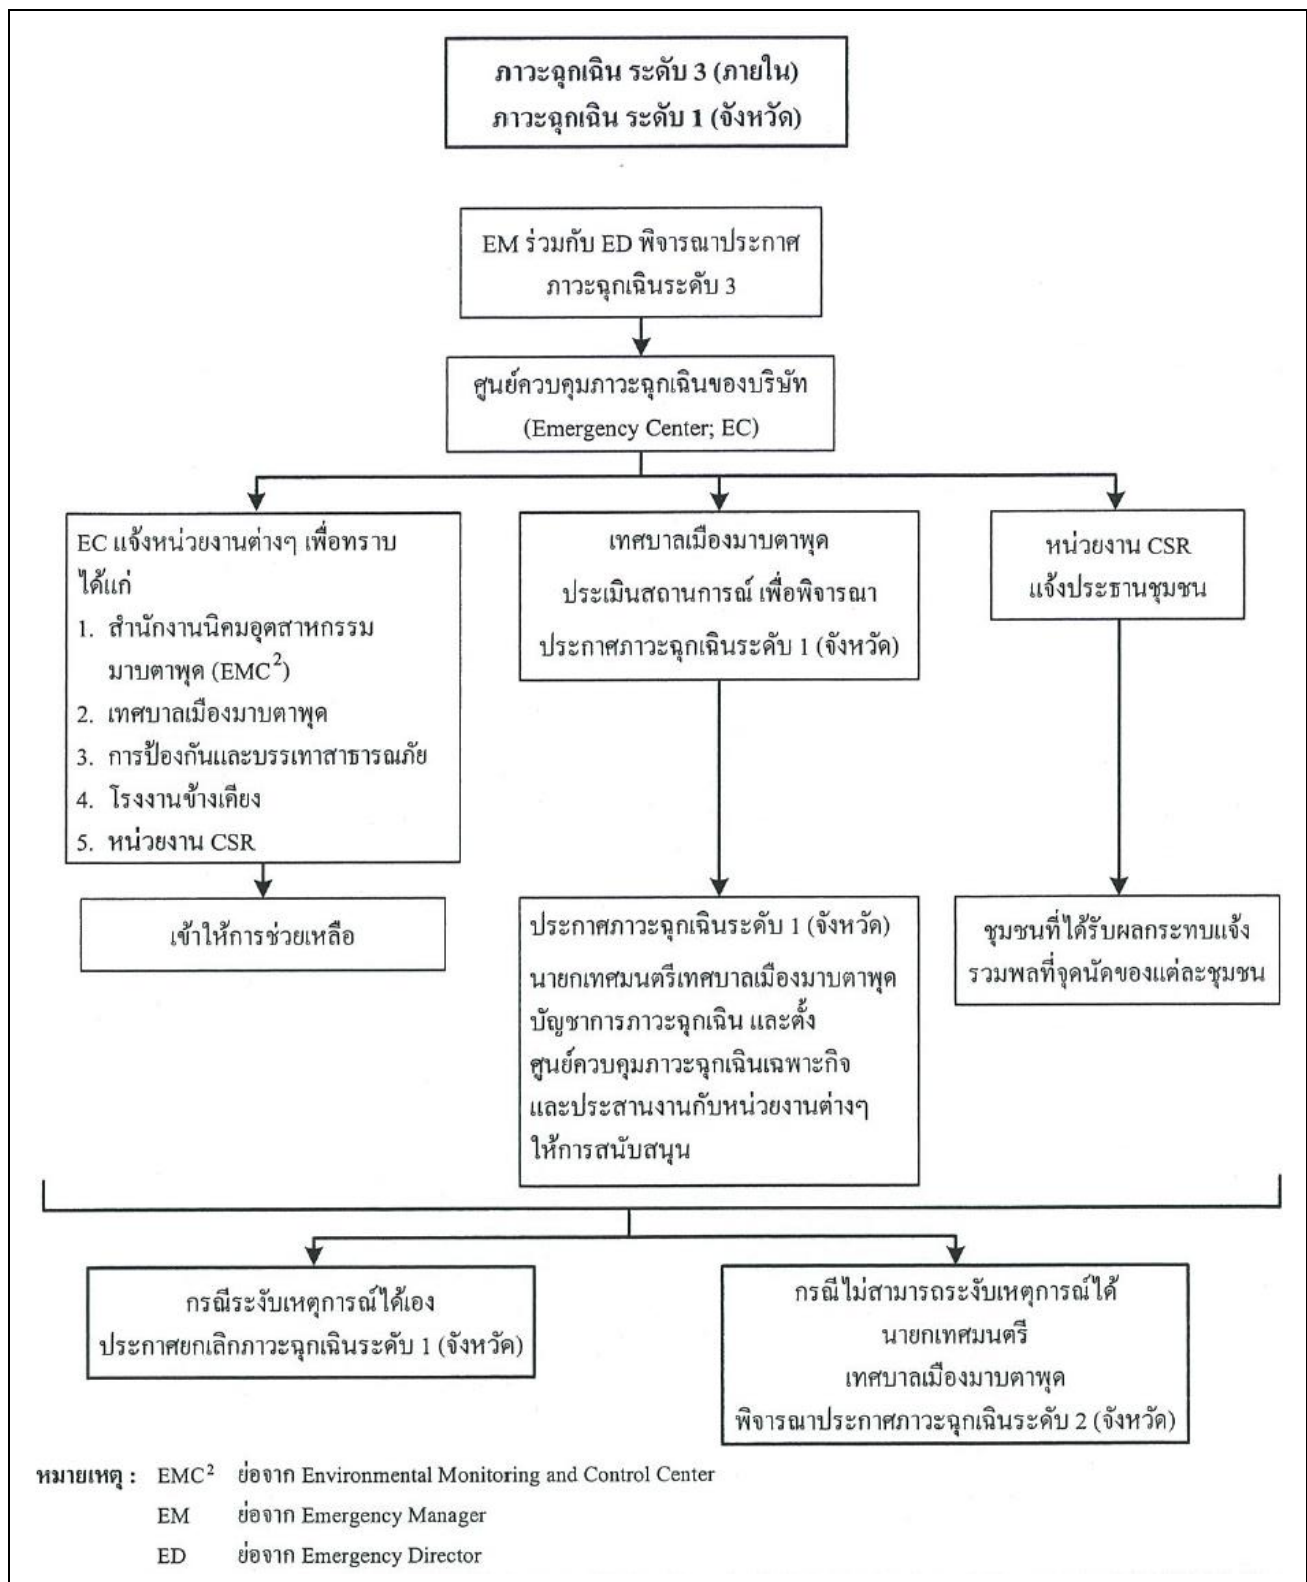 ภาวะฉุกเฉิน ระดับ 3 (ภายใน)
ภาวะฉุกเฉิน ระดับ 1 (จังหวัด)
EM ร่วมกับ ED พิจารณาประกาศ
ภาวะฉุกเฉินระดับ 3
ศูนย์ควบคุมภาวะฉุกเฉินของบริษัท
(Emergency Center; EC)
EC แจ้งหน่วยงานต่างๆ เพื่อทราบ
ได้แก่
1. สำนักงานนิคมอุตสาหกรรม
มาบตาพุด (EMC²)
2. เทศบาลเมืองมาบตาพุด
3. การป้องกันและบรรเทาสาธารณภัย
4. โรงงานข้างเคียง
5. หน่วยงาน CSR
เทศบาลเมืองมาบตาพุด
ประเมินสถานการณ์ เพื่อพิจารณา
ประกาศภาวะฉุกเฉินระดับ 1 (จังหวัด)
หน่วยงาน CSR
แจ้งประธานชุมชน
เข้าให้การช่วยเหลือ
ประกาศภาวะฉุกเฉินระดับ 1 (จังหวัด)
นายกเทศมนตรีเทศบาลเมืองมาบตาพุด
บัญชาการภาวะฉุกเฉิน และตั้ง
ศูนย์ควบคุมภาวะฉุกเฉินเฉพาะกิจ
และประสานงานกับหน่วยงานต่างๆ
ให้การสนับสนุน
ชุมชนที่ได้รับผลกระทบแจ้ง
รวมพลที่จุดนัดของแต่ละชุมชน
กรณีระงับเหตุการณ์ได้เอง
ประกาศยกเลิกภาวะฉุกเฉินระดับ 1 (จังหวัด)
กรณีไม่สามารถระงับเหตุการณ์ได้
นายกเทศมนตรี
เทศบาลเมืองมาบตาพุด
พิจารณาประกาศภาวะฉุกเฉินระดับ 2 (จังหวัด)
หมายเหตุ : EMC² ย่อจาก Environmental Monitoring and Control Center
EM ย่อจาก Emergency Manager
ED ย่อจาก Emergency Director